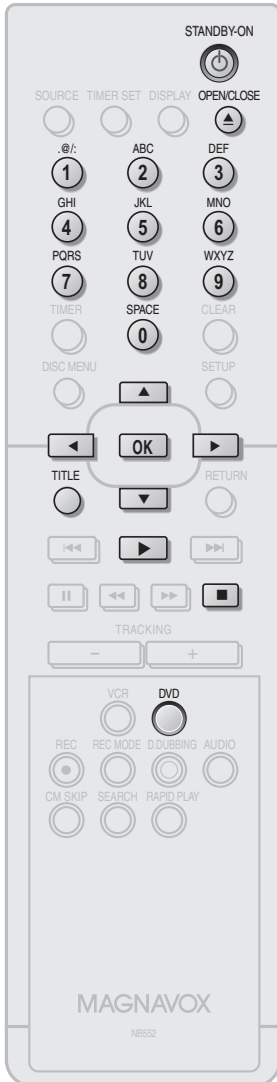 STANDBY-ON
SOURCE TIMER SET DISPLAY OPEN/CLOSE
.@/: ABC DEF
1 2 3
GHI JKL MNO
4 5 6
PQRS TUV WXYZ
7 8 9
TIMER SPACE CLEAR
0
DISC MENU SETUP
OK
TITLE RETURN
TRACKING
– +
VCR DVD
REC REC MODE D.DUBBING AUDIO
CM SKIP SEARCH RAPID PLAY
MAGNAVOX
NB552